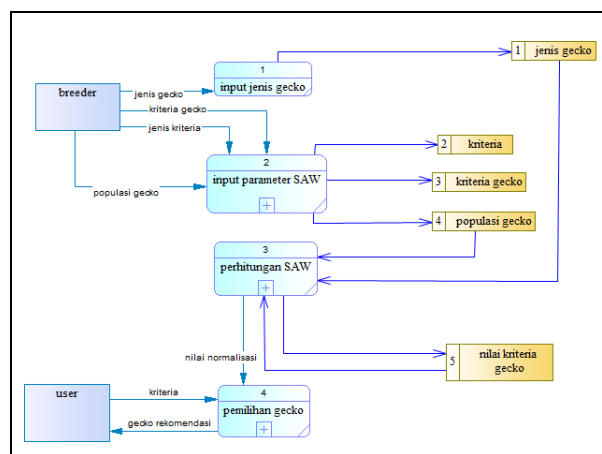 1 jenis gecko
1
input jenis gecko
breeder
jenis gecko
kriteria gecko
jenis kriteria
populasi gecko
2
input parameter SAW
2 kriteria
3 kriteria gecko
4 populasi gecko
3
perhitungan SAW
nilai normalisasi
5 nilai kriteria
gecko
user
kriteria
gecko rekomendasi
4
pemilihan gecko